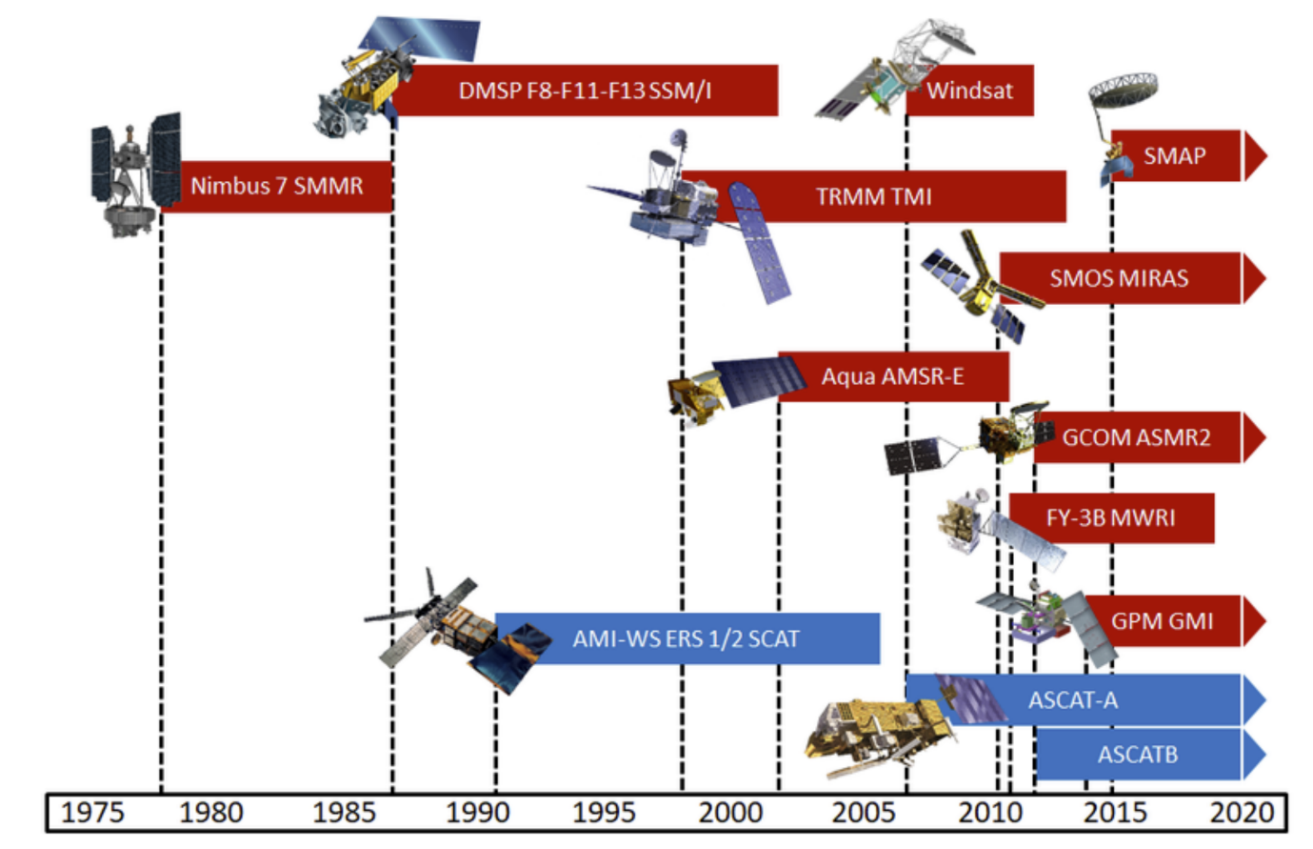 DMSP F8-F11-F13 SSM/I
Windsat
SMAP
Nimbus 7 SMMR
TRMM TMI
SMOS MIRAS
Aqua AMSR-E
GCOM ASMR2
FY-3B MWRI
GPM GMI
AMI-WS ERS 1/2 SCAT
ASCAT-A
ASCATB
1975 1980 1985 1990 1995 2000 2005 2010 2015 2020